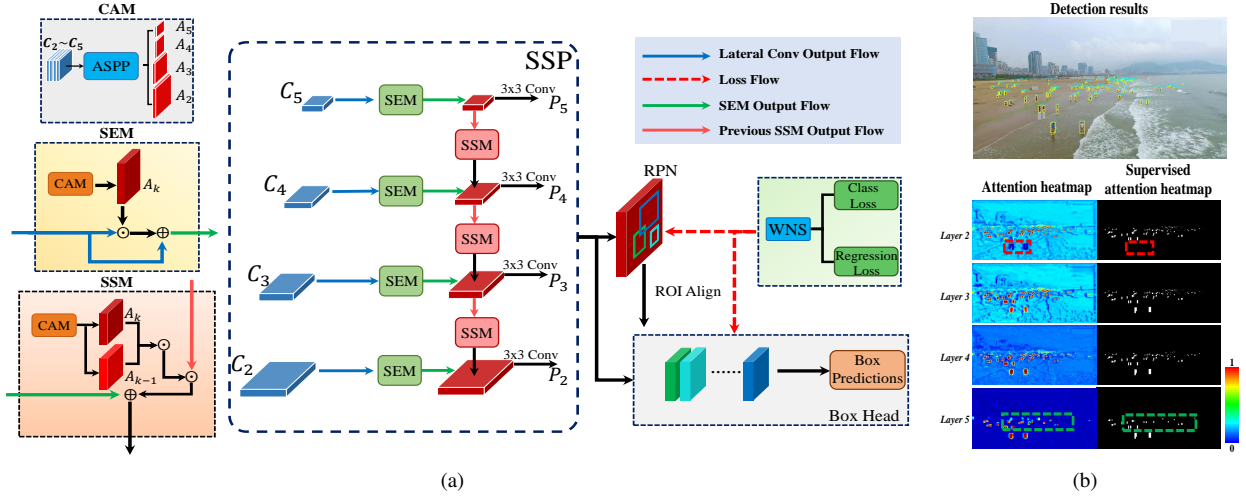 CAM
C₂~C₅
ASPP
A₅
A₄
A₃
A₂
SEM
CAM
Aₖ
SSM
CAM
Aₖ
Aₖ₋₁
SSP
C₅
SEM
3x3 Conv
P₅
SSM
C₄
SEM
3x3 Conv
P₄
SSM
C₃
SEM
3x3 Conv
P₃
SSM
C₂
SEM
3x3 Conv
P₂
Lateral Conv Output Flow
Loss Flow
SEM Output Flow
Previous SSM Output Flow
RPN
WNS
Class
Loss
Regression
Loss
ROI Align
Box
Predictions
Box Head
(a)
Detection results
Attention heatmap
Supervised
attention heatmap
Layer 2
Layer 3
Layer 4
Layer 5
1
0
(b)